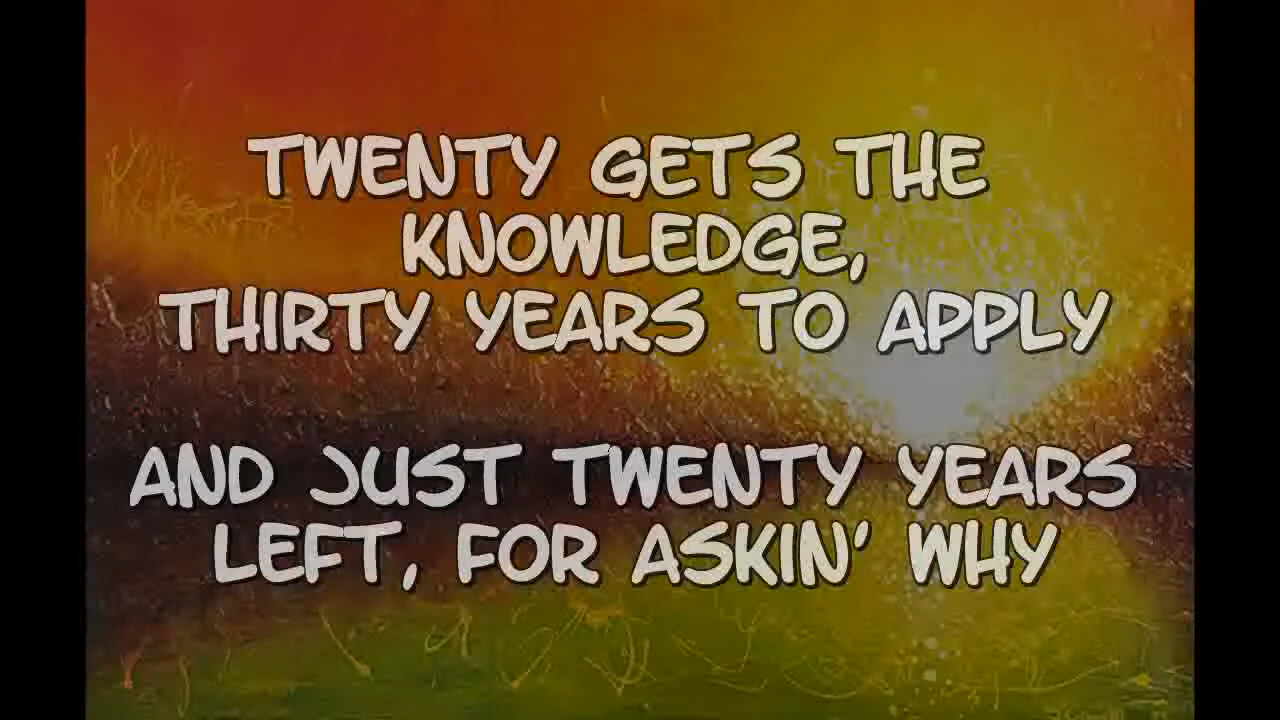 TWENTY GETS THE
KNOWLEDGE,
THIRTY YEARS TO APPLY
AND JUST TWENTY YEARS
LEFT, FOR ASKIN' WHY